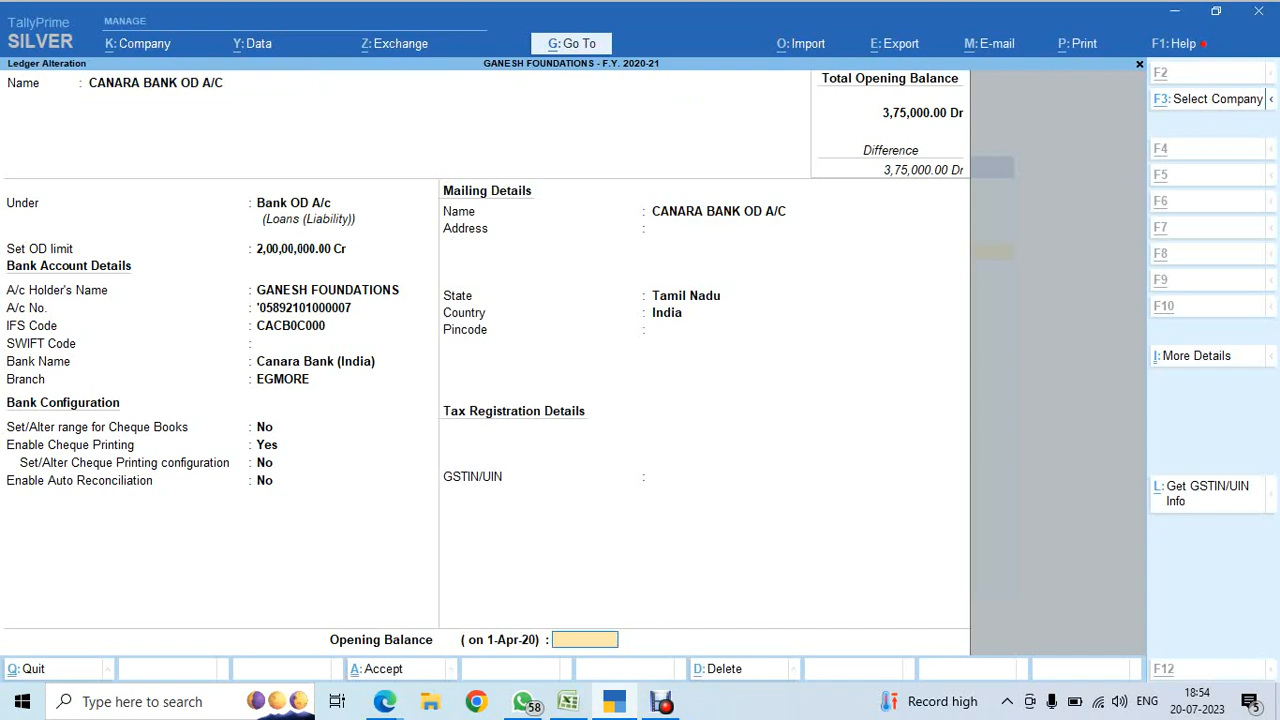 TallyPrime
SILVER
MANAGE
K: Company
Y: Data
Z: Exchange
G: Go To
O: Import
E: Export
M: E-mail
P: Print
F1: Help
Ledger Alteration
GANESH FOUNDATIONS - F.Y. 2020-21
Name : CANARA BANK OD A/C
Total Opening Balance
3,75,000.00 Dr
Difference
3,75,000.00 Dr
Under : Bank OD A/c
(Loans (Liability))
Set OD limit : 2,00,00,000.00 Cr
Bank Account Details
A/c Holder's Name : GANESH FOUNDATIONS
A/c No. : '05892101000007
IFS Code : CACB0C000
SWIFT Code :
Bank Name : Canara Bank (India)
Branch : EGMORE
Bank Configuration
Set/Alter range for Cheque Books : No
Enable Cheque Printing : Yes
Set/Alter Cheque Printing configuration : No
Enable Auto Reconciliation : No
Mailing Details
Name : CANARA BANK OD A/C
Address :
State : Tamil Nadu
Country : India
Pincode :
Tax Registration Details
GSTIN/UIN :
Opening Balance ( on 1-Apr-20) :
F2
F3: Select Company
F4
F5
F6
F7
F8
F9
F10
I: More Details
L: Get GSTIN/UIN
Info
Q: Quit
A: Accept
D: Delete
F12
Type here to search
58
Record high
ENG
18:54
20-07-2023
5